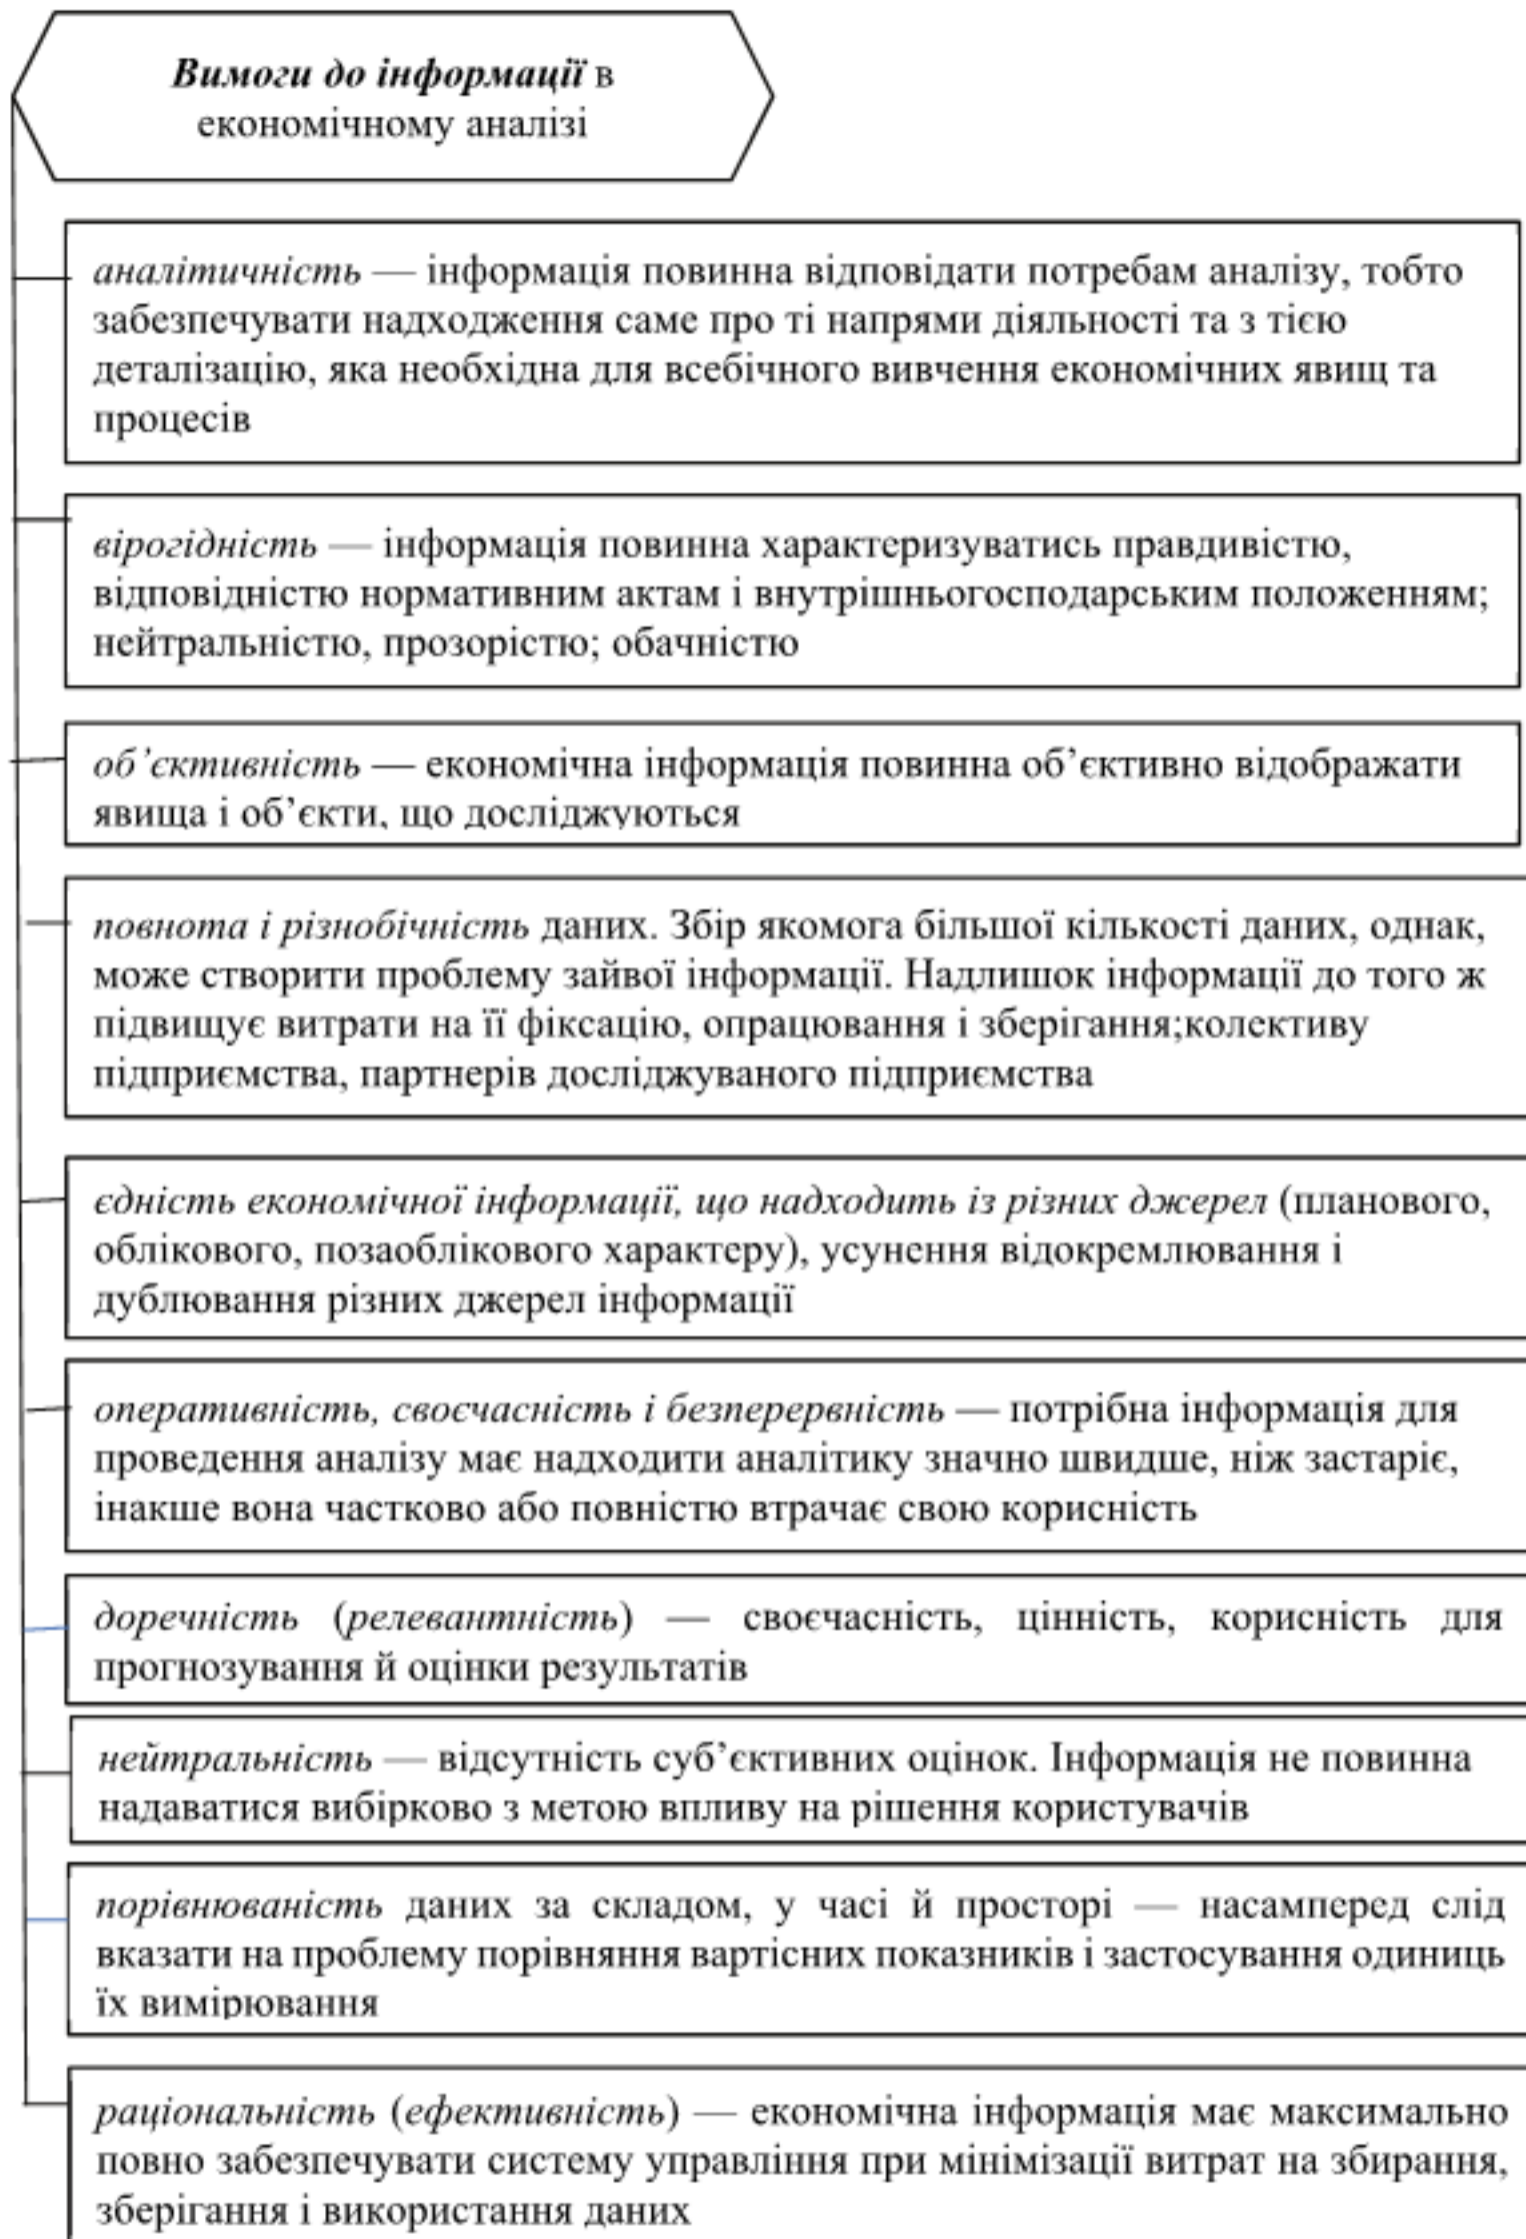 Вимоги до інформації в
економічному аналізі
аналітичність — інформація повинна відповідати потребам аналізу, тобто
забезпечувати надходження саме про ті напрями діяльності та з тією
деталізацію, яка необхідна для всебічного вивчення економічних явищ та
процесів
вірогідність — інформація повинна характеризуватись правдивістю,
відповідністю нормативним актам і внутрішньогосподарським положенням;
нейтральністю, прозорістю; обачністю
об’єктивність — економічна інформація повинна об’єктивно відображати
явища і об’єкти, що досліджуються
повнота і різнобічність даних. Збір якомога більшої кількості даних, однак,
може створити проблему зайвої інформації. Надлишок інформації до того ж
підвищує витрати на її фіксацію, опрацювання і зберігання;колективу
підприємства, партнерів досліджуваного підприємства
єдність економічної інформації, що надходить із різних джерел (планового,
облікового, позаоблікового характеру), усунення відокремлювання і
дублювання різних джерел інформації
оперативність, своєчасність і безперервність — потрібна інформація для
проведення аналізу має надходити аналітику значно швидше, ніж застаріє,
інакше вона частково або повністю втрачає свою корисність
доречність (релевантність) — своєчасність, цінність, корисність для
прогнозування й оцінки результатів
нейтральність — відсутність суб’єктивних оцінок. Інформація не повинна
надаватися вибірково з метою впливу на рішення користувачів
порівнюваність даних за складом, у часі й просторі — насамперед слід
вказати на проблему порівняння вартісних показників і застосування одиниць
їх вимірювання
раціональність (ефективність) — економічна інформація має максимально
повно забезпечувати систему управління при мінімізації витрат на збирання,
зберігання і використання даних